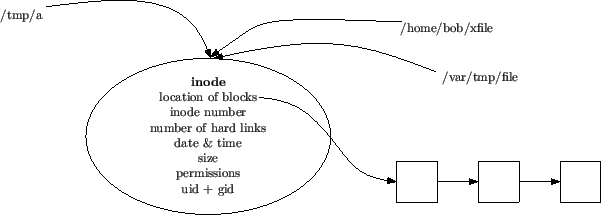 /tmp/a
/home/bob/xfile
/var/tmp/file
inode
location of blocks
inode number
number of hard links
date & time
size
permissions
uid + gid